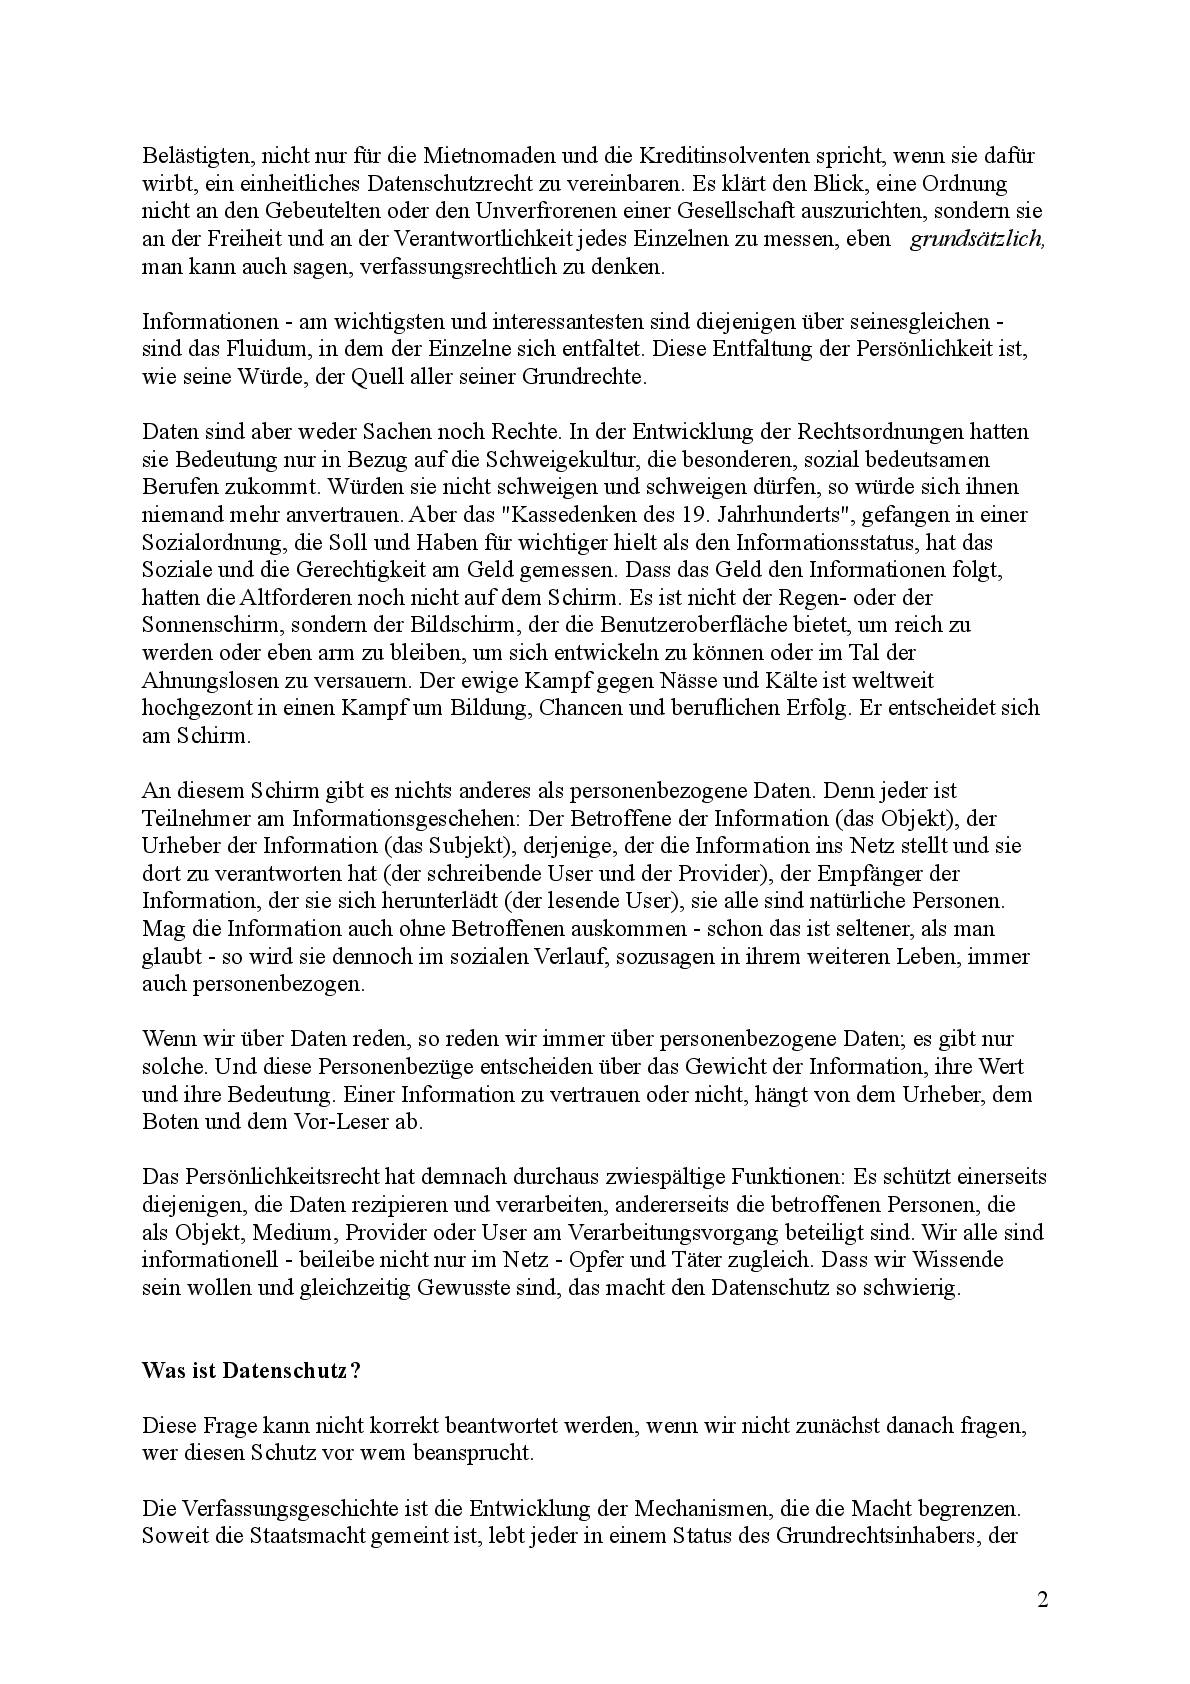 Belästigten, nicht nur für die Mietnomaden und die Kreditinsolventen spricht, wenn sie dafür
wirbt, ein einheitliches Datenschutzrecht zu vereinbaren. Es klärt den Blick, eine Ordnung
nicht an den Gebeutelten oder den Unverfrorenen einer Gesellschaft auszurichten, sondern sie
an der Freiheit und an der Verantwortlichkeit jedes Einzelnen zu messen, eben grundsätzlich,
man kann auch sagen, verfassungsrechtlich zu denken.
Informationen - am wichtigsten und interessantesten sind diejenigen über seinesgleichen -
sind das Fluidum, in dem der Einzelne sich entfaltet. Diese Entfaltung der Persönlichkeit ist,
wie seine Würde, der Quell aller seiner Grundrechte.
Daten sind aber weder Sachen noch Rechte. In der Entwicklung der Rechtsordnungen hatten
sie Bedeutung nur in Bezug auf die Schweigekultur, die besonderen, sozial bedeutsamen
Berufen zukommt. Würden sie nicht schweigen und schweigen dürfen, so würde sich ihnen
niemand mehr anvertrauen. Aber das "Kassedenken des 19. Jahrhunderts", gefangen in einer
Sozialordnung, die Soll und Haben für wichtiger hielt als den Informationsstatus, hat das
Soziale und die Gerechtigkeit am Geld gemessen. Dass das Geld den Informationen folgt,
hatten die Altforderen noch nicht auf dem Schirm. Es ist nicht der Regen- oder der
Sonnenschirm, sondern der Bildschirm, der die Benutzeroberfläche bietet, um reich zu
werden oder eben arm zu bleiben, um sich entwickeln zu können oder im Tal der
Ahnungslosen zu versauern. Der ewige Kampf gegen Nässe und Kälte ist weltweit
hochgezont in einen Kampf um Bildung, Chancen und beruflichen Erfolg. Er entscheidet sich
am Schirm.
An diesem Schirm gibt es nichts anderes als personenbezogene Daten. Denn jeder ist
Teilnehmer am Informationsgeschehen: Der Betroffene der Information (das Objekt), der
Urheber der Information (das Subjekt), derjenige, der die Information ins Netz stellt und sie
dort zu verantworten hat (der schreibende User und der Provider), der Empfänger der
Information, der sie sich herunterlädt (der lesende User), sie alle sind natürliche Personen.
Mag die Information auch ohne Betroffenen auskommen - schon das ist seltener, als man
glaubt - so wird sie dennoch im sozialen Verlauf, sozusagen in ihrem weiteren Leben, immer
auch personenbezogen.
Wenn wir über Daten reden, so reden wir immer über personenbezogene Daten; es gibt nur
solche. Und diese Personenbezüge entscheiden über das Gewicht der Information, ihre Wert
und ihre Bedeutung. Einer Information zu vertrauen oder nicht, hängt von dem Urheber, dem
Boten und dem Vor-Leser ab.
Das Persönlichkeitsrecht hat demnach durchaus zwiespältige Funktionen: Es schützt einerseits
diejenigen, die Daten rezipieren und verarbeiten, andererseits die betroffenen Personen, die
als Objekt, Medium, Provider oder User am Verarbeitungsvorgang beteiligt sind. Wir alle sind
informationell - beileibe nicht nur im Netz - Opfer und Täter zugleich. Dass wir Wissende
sein wollen und gleichzeitig Gewusste sind, das macht den Datenschutz so schwierig.
Was ist Datenschutz?
Diese Frage kann nicht korrekt beantwortet werden, wenn wir nicht zunächst danach fragen,
wer diesen Schutz vor wem beansprucht.
Die Verfassungsgeschichte ist die Entwicklung der Mechanismen, die die Macht begrenzen.
Soweit die Staatsmacht gemeint ist, lebt jeder in einem Status des Grundrechtsinhabers, der
2